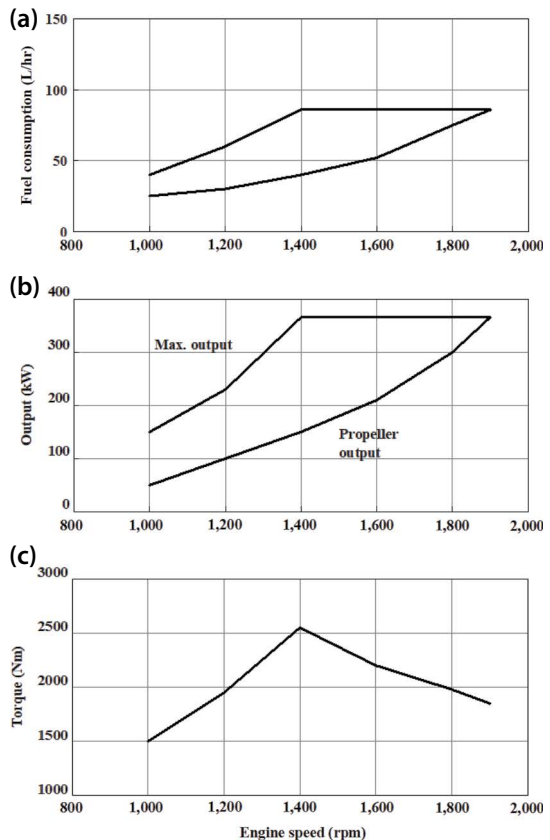 (a)
Fuel consumption (L/hr)
150
100
50
0
800 1,000 1,200 1,400 1,600 1,800 2,000
(b)
Output (kW)
400
300
200
100
0
Max. output
Propeller
output
800 1,000 1,200 1,400 1,600 1,800 2,000
(c)
Torque (Nm)
3000
2500
2000
1500
1000
800 1,000 1,200 1,400 1,600 1,800 2,000
Engine speed (rpm)